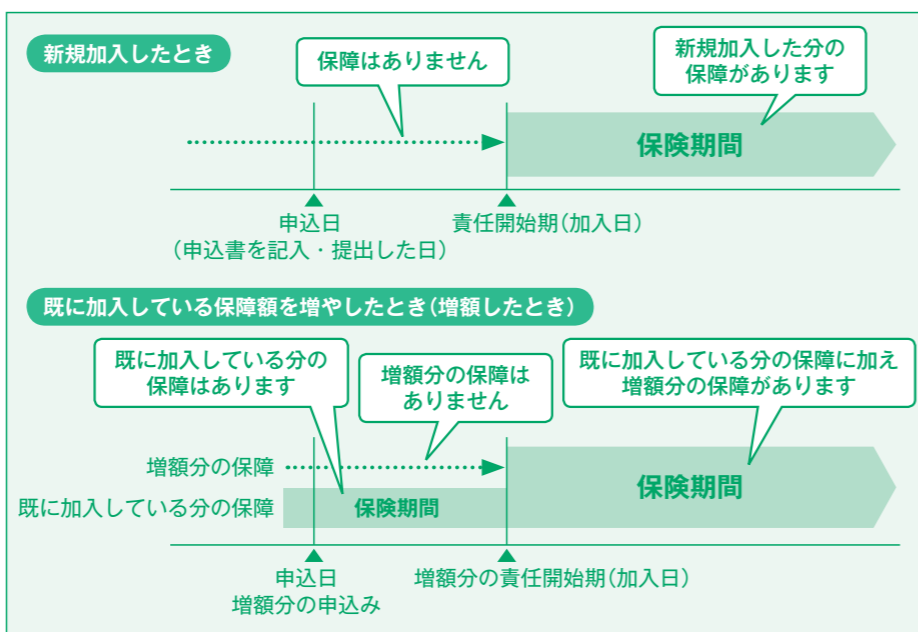 新規加入したとき
保障はありません
新規加入した分の
保障があります
保険期間
申込日
(申込書を記入・提出した日)
責任開始期(加入日)
既に加入している保障額を増やしたとき(増額したとき)
既に加入している分の
保障はあります
増額分の保障は
ありません
既に加入している分の保障に加え
増額分の保障があります
増額分の保障
既に加入している分の保障
保険期間
保険期間
申込日
増額分の申込み
増額分の責任開始期(加入日)